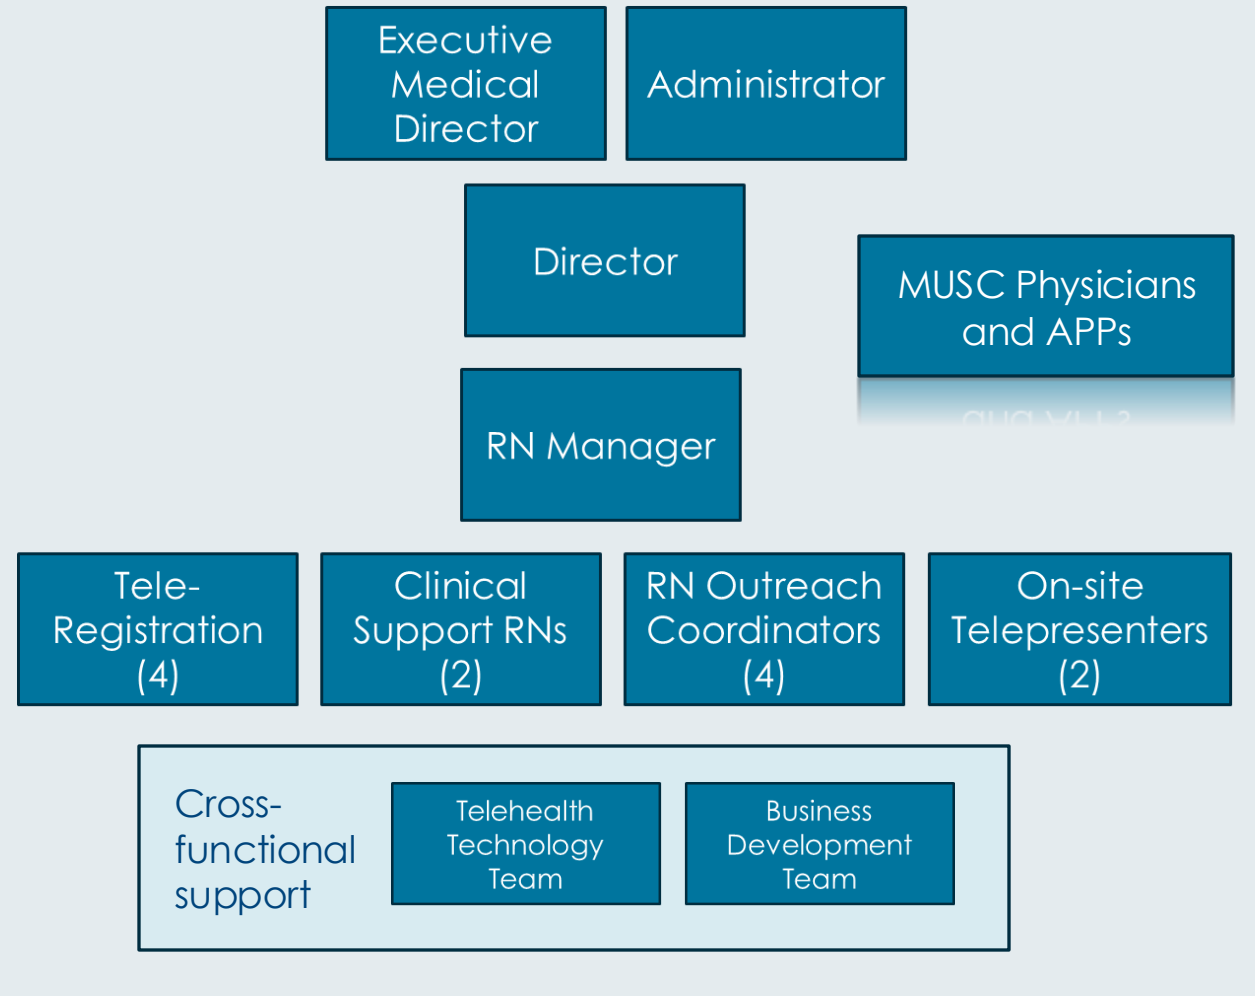 Executive
Medical
Director
Administrator
Director
MUSC Physicians
and APPs
RN Manager
Tele-
Registration
(4)
Clinical
Support RNs
(2)
RN Outreach
Coordinators
(4)
On-site
Telepresenters
(2)
Cross-
functional
support
Telehealth
Technology
Team
Business
Development
Team